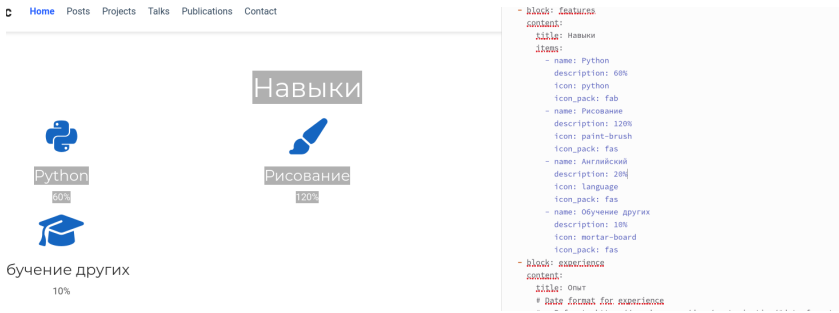 Home Posts Projects Talks Publications Contact
Навыки
Python
Рисование
60%
120%
бучение других
10%
- block: features
content:
title: Навыки
items:
- name: Python
description: 60%
icon: python
icon_pack: fab
- name: Рисование
description: 120%
icon: paint-brush
icon_pack: fas
- name: Английский
description: 20%
icon: language
icon_pack: fas
- name: Обучение других
description: 10%
icon: mortar-board
icon_pack: fas
- block: experience
content:
title: Опыт
# Date format for experience